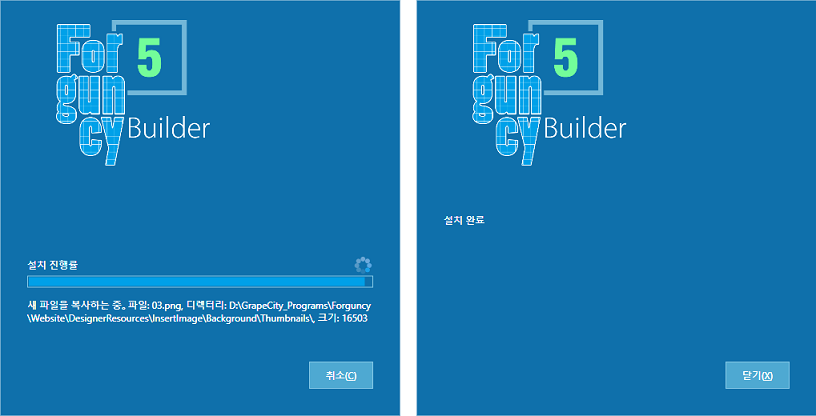 For
5
gun
cy
Builder
설치 진행률
새 파일을 복사하는 중。파일: 03.png, 디렉터리: D:\GrapeCity_Programs\Forguncy
\Website\DesignerResources\InsertImage\Background\Thumbnails\, 크기: 16503
취소(C)
For
5
gun
cy
Builder
설치 완료
닫기(X)